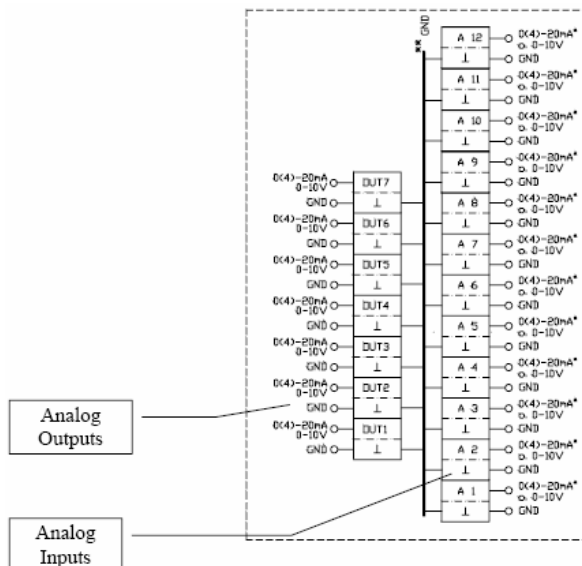 0(4)-20mA
0-10V
OUT7
GND ⊥
0(4)-20mA
0-10V
OUT6
GND ⊥
0(4)-20mA
0-10V
OUT5
GND ⊥
0(4)-20mA
0-10V
OUT4
GND ⊥
0(4)-20mA
0-10V
OUT3
GND ⊥
0(4)-20mA
0-10V
OUT2
GND ⊥
0(4)-20mA
0-10V
OUT1
GND ⊥
** GND
A 12 0(4)-20mA*
o. 0-10V
⊥ GND
A 11 0(4)-20mA*
o. 0-10V
⊥ GND
A 10 0(4)-20mA*
o. 0-10V
⊥ GND
A 9 0(4)-20mA*
o. 0-10V
⊥ GND
A 8 0(4)-20mA*
o. 0-10V
⊥ GND
A 7 0(4)-20mA*
o. 0-10V
⊥ GND
A 6 0(4)-20mA*
o. 0-10V
⊥ GND
A 5 0(4)-20mA*
o. 0-10V
⊥ GND
A 4 0(4)-20mA*
o. 0-10V
⊥ GND
A 3 0(4)-20mA*
o. 0-10V
⊥ GND
A 2 0(4)-20mA*
o. 0-10V
⊥ GND
A 1 0(4)-20mA*
o. 0-10V
⊥ GND
Analog
Outputs
Analog
Inputs